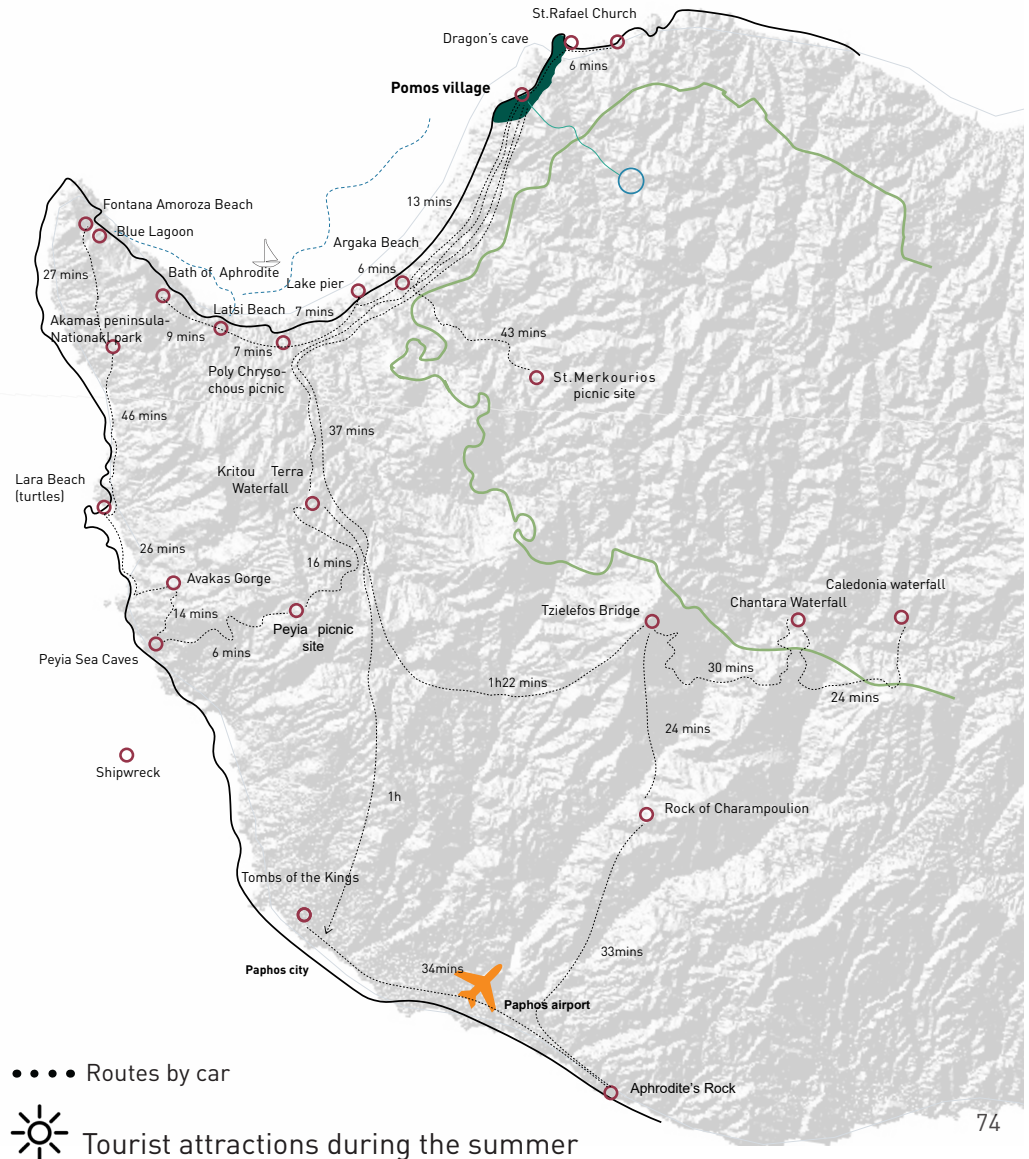 St.Rafael Church
Dragon's cave
6 mins
Pomos village
13 mins
Fontana Amoroza Beach
Blue Lagoon
Argaka Beach
27 mins
6 mins
Bath of Aphrodite
Lake pier
Latsi Beach
7 mins
Akamas peninsula-
National park
9 mins
7 mins
43 mins
Poly Chryso-
chous picnic
St.Merkourios
picnic site
46 mins
37 mins
Kritou Terra
Waterfall
Lara Beach
(turtles)
26 mins
16 mins
Avakas Gorge
14 mins
Caledonia waterfall
Chantara Waterfall
Tzielefos Bridge
Peyia picnic
site
6 mins
Peyia Sea Caves
30 mins
1h22 mins
24 mins
24 mins
Shipwreck
1h
Rock of Charampoulion
Tombs of the Kings
33mins
Paphos city
34mins
Paphos airport
Aphrodite's Rock
Routes by car
74
Tourist attractions during the summer